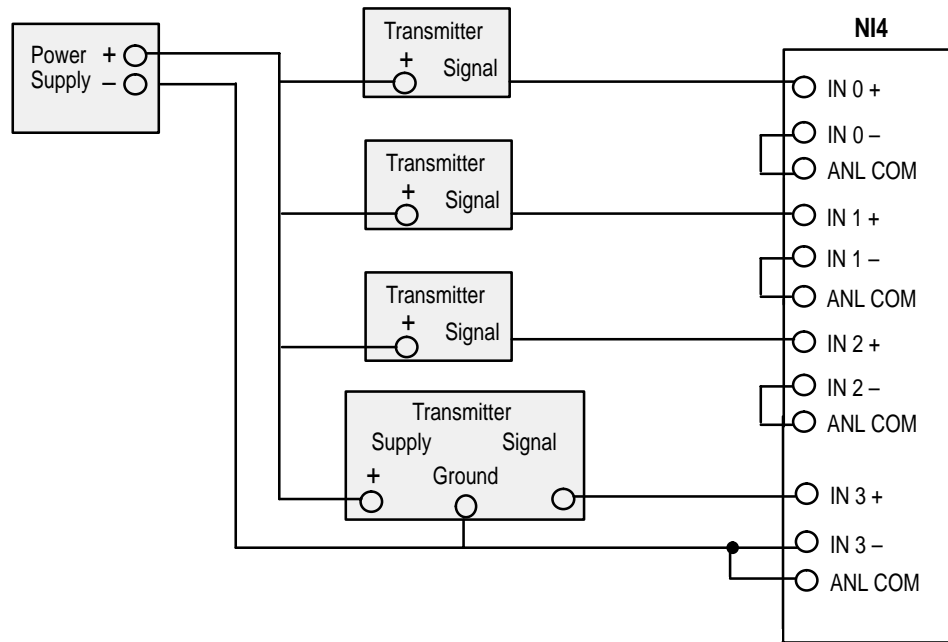 NI4
Power +
Supply –
Transmitter
+ Signal
IN 0 +
IN 0 –
ANL COM
Transmitter
+ Signal
IN 1 +
IN 1 –
ANL COM
Transmitter
+ Signal
IN 2 +
IN 2 –
ANL COM
Transmitter
Supply Signal
+ Ground
IN 3 +
IN 3 –
ANL COM